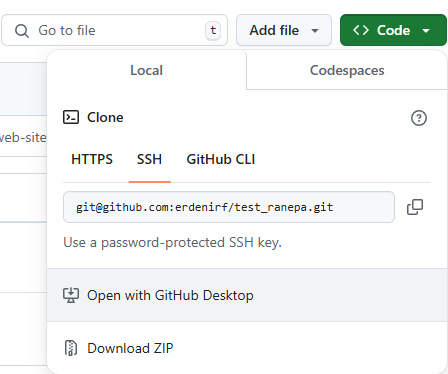 Go to file
t
Add file
Code
Local
Codespaces
web-site
Clone
HTTPS
SSH
GitHub CLI
git@github.com:erdenirf/test_ranepa.git
Use a password-protected SSH key.
Open with GitHub Desktop
Download ZIP